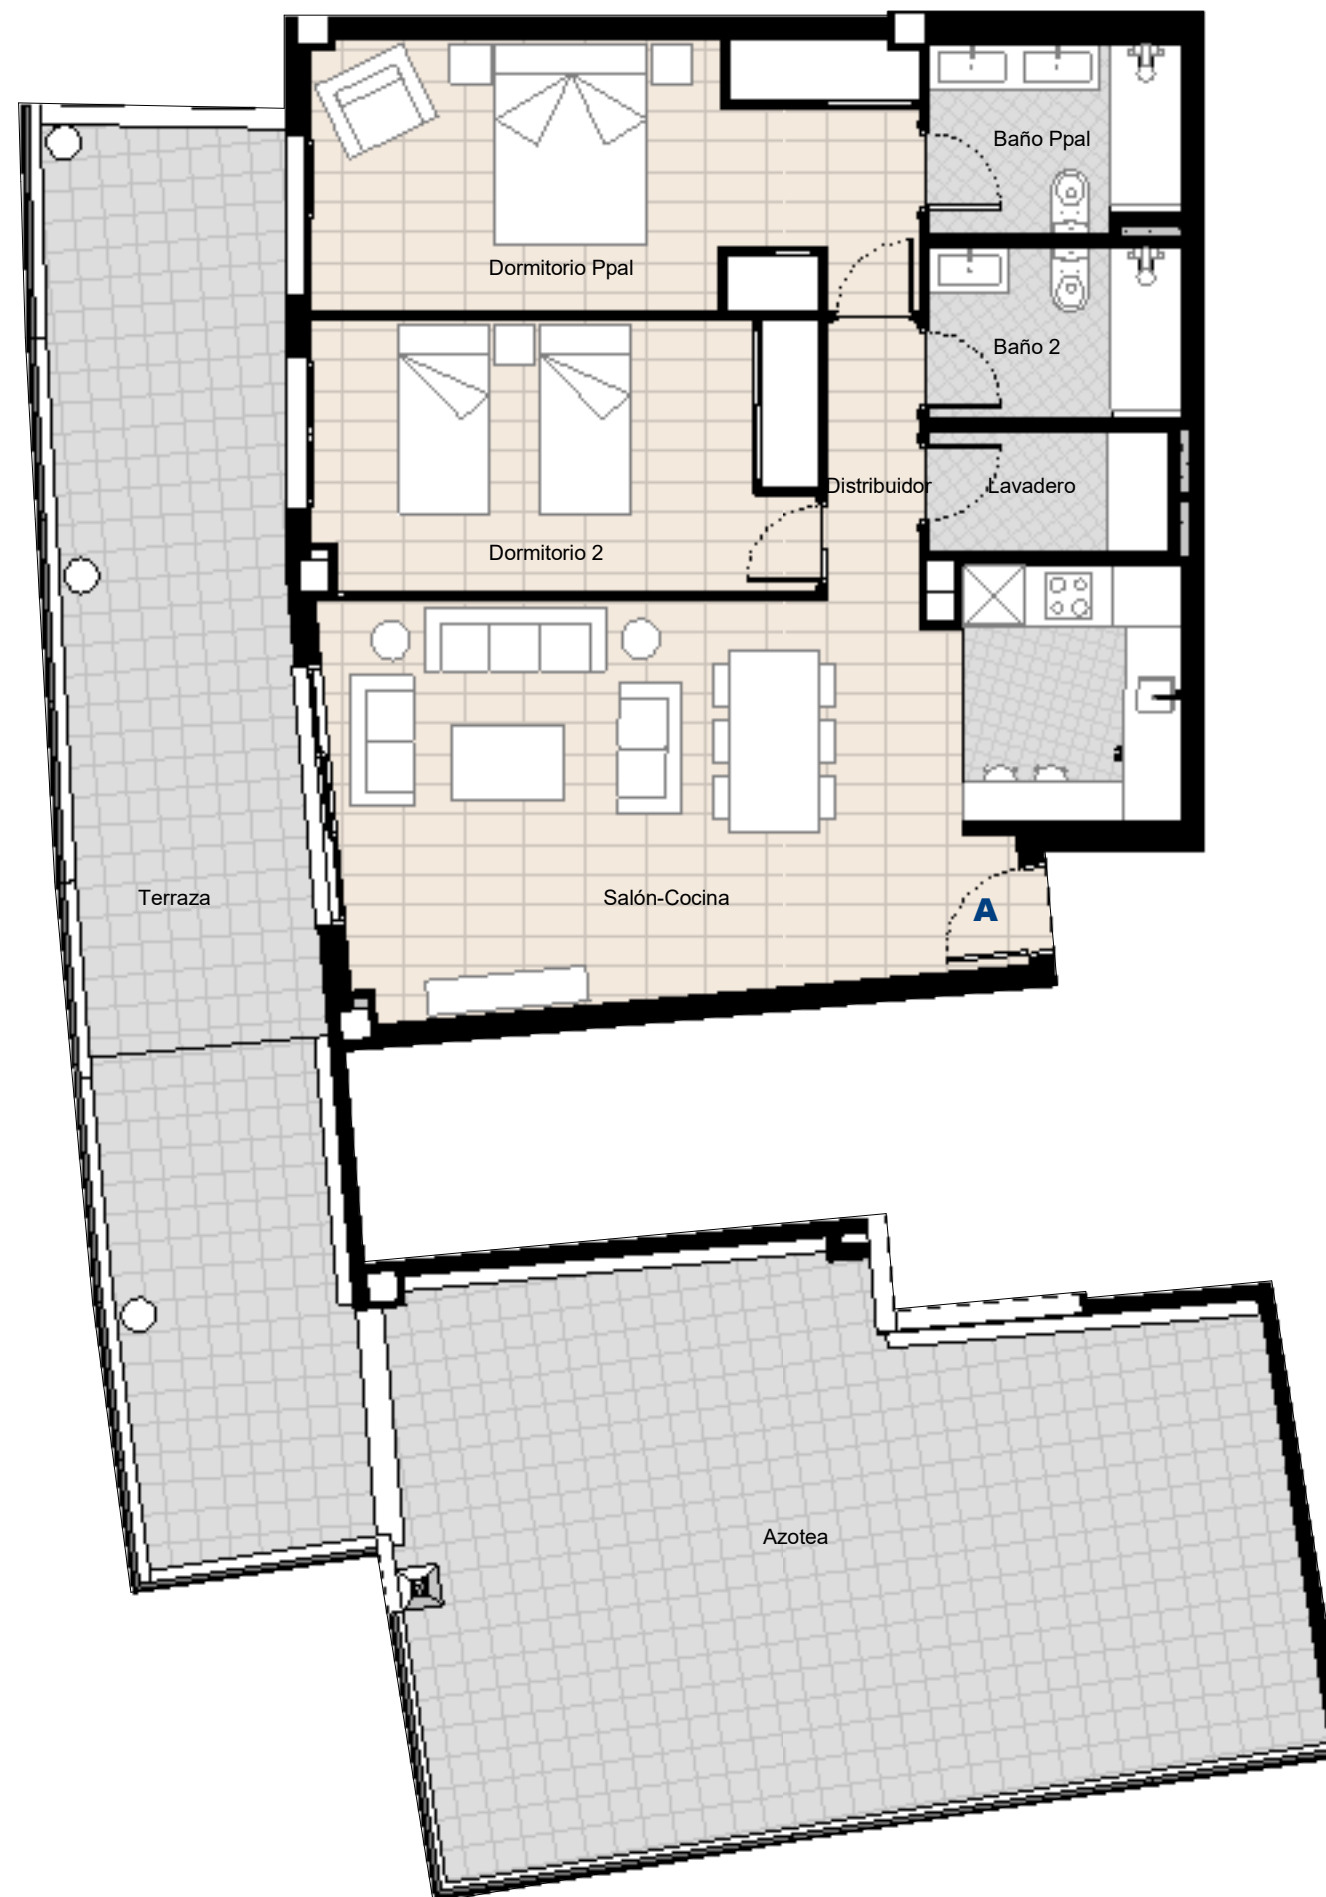 Baño Ppal
Dormitorio Ppal
Baño 2
Distribuidor
Lavadero
Dormitorio 2
Terraza
Salón-Cocina
A
Azotea